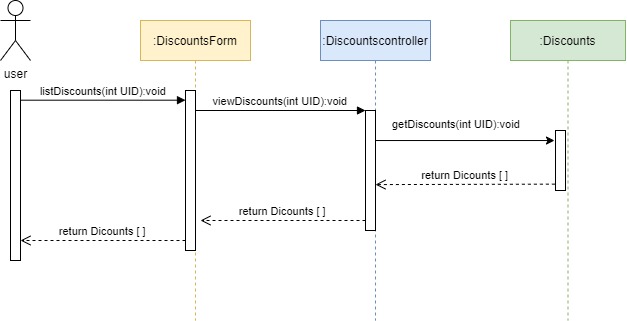 :DiscountsForm
:Discountscontroller
:Discounts
user
listDiscounts(int UID):void
viewDiscounts(int UID):void
getDiscounts(int UID):void
return Dicounts [ ]
return Dicounts [ ]
return Dicounts [ ]